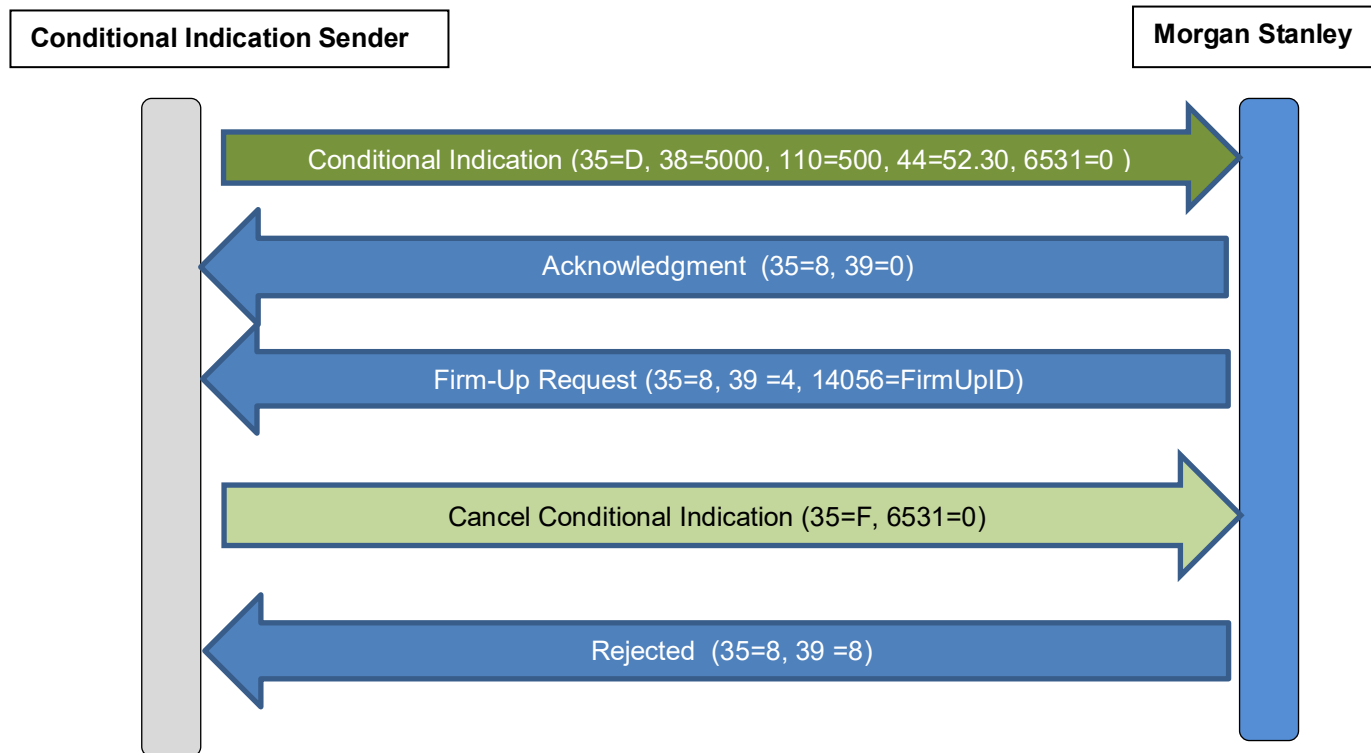 Conditional Indication Sender
Morgan Stanley
Conditional Indication (35=D, 38=5000, 110=500, 44=52.30, 6531=0 )
Acknowledgment (35=8, 39=0)
Firm-Up Request (35=8, 39 =4, 14056=FirmUpID)
Cancel Conditional Indication (35=F, 6531=0)
Rejected (35=8, 39 =8)